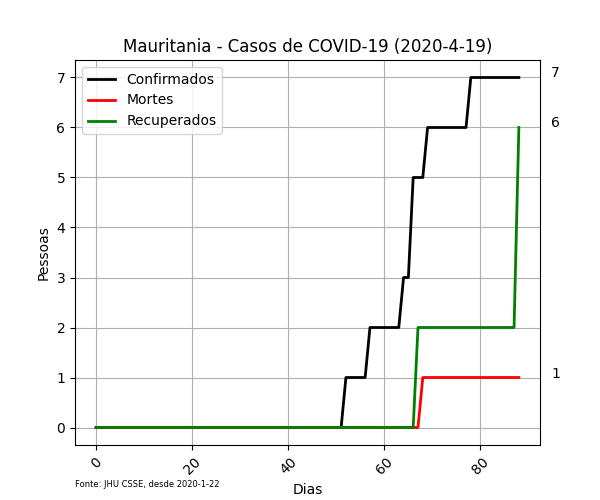 Mauritania - Casos de COVID-19 (2020-4-19)
Confirmados
Mortes
Recuperados
Pessoas
7
6
5
4
3
2
1
0
7
6
1
0
20
40
60
80
Dias
Fonte: JHU CSSE, desde 2020-1-22